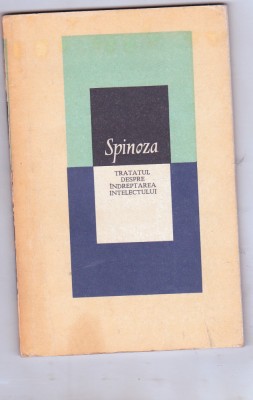 Spinoza
TRATATUL
DESPRE
ÎNDREPTAREA
INTELECTULUI